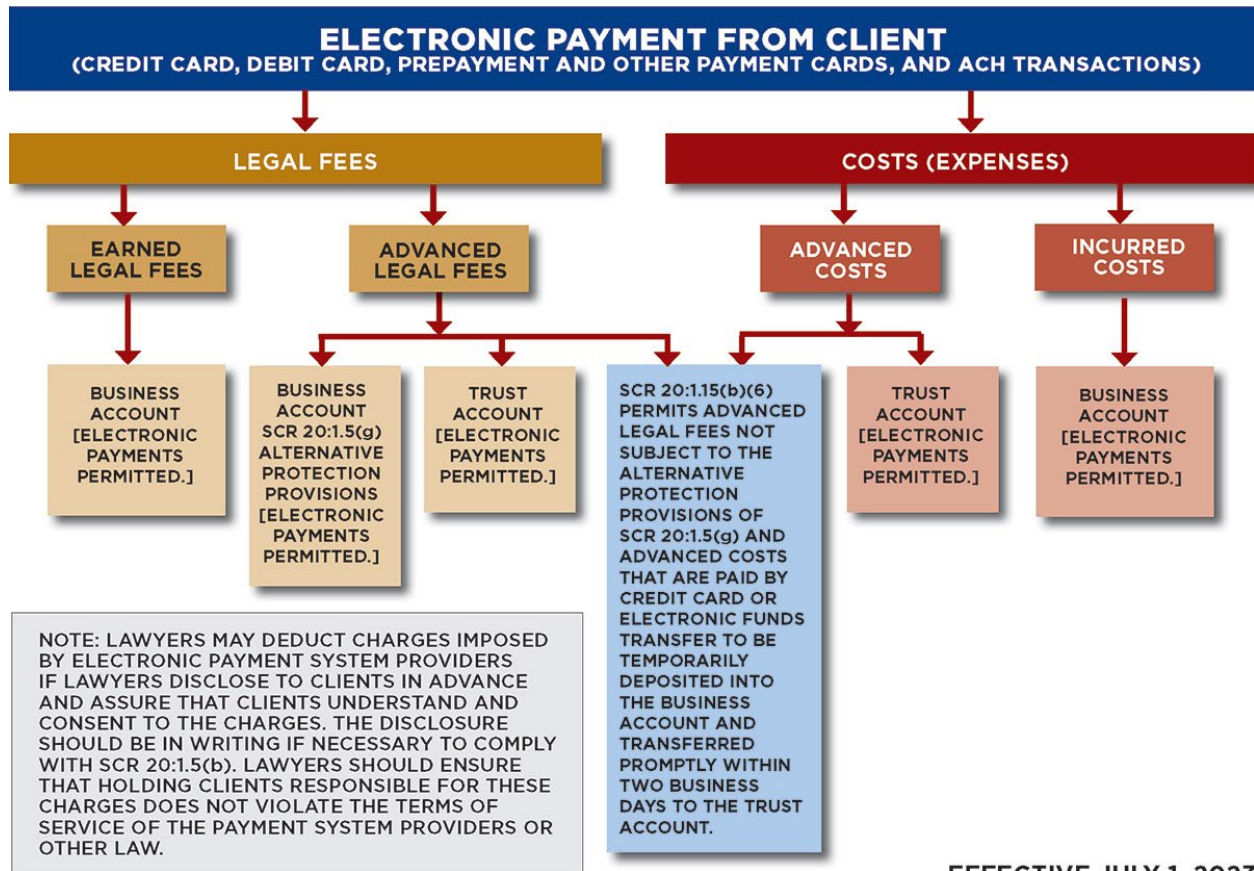 ELECTRONIC PAYMENT FROM CLIENT
(CREDIT CARD, DEBIT CARD, PREPAYMENT AND OTHER PAYMENT CARDS, AND ACH TRANSACTIONS)
LEGAL FEES
COSTS (EXPENSES)
EARNED
LEGAL FEES
ADVANCED
LEGAL FEES
ADVANCED
COSTS
INCURRED
COSTS
BUSINESS
ACCOUNT
[ELECTRONIC
PAYMENTS
PERMITTED.]
BUSINESS
ACCOUNT
SCR 20:1.5(g)
ALTERNATIVE
PROTECTION
PROVISIONS
[ELECTRONIC
PAYMENTS
PERMITTED.]
TRUST
ACCOUNT
[ELECTRONIC
PAYMENTS
PERMITTED.]
SCR 20:1.15(b)(6)
PERMITS ADVANCED
LEGAL FEES NOT
SUBJECT TO THE
ALTERNATIVE
PROTECTION
PROVISIONS OF
SCR 20:1.5(g) AND
ADVANCED COSTS
THAT ARE PAID BY
CREDIT CARD OR
ELECTRONIC FUNDS
TRANSFER TO BE
TEMPORARILY
DEPOSITED INTO
THE BUSINESS
ACCOUNT AND
TRANSFERRED
PROMPTLY WITHIN
TWO BUSINESS
DAYS TO THE TRUST
ACCOUNT.
TRUST
ACCOUNT
[ELECTRONIC
PAYMENTS
PERMITTED.]
BUSINESS
ACCOUNT
[ELECTRONIC
PAYMENTS
PERMITTED.]
NOTE: LAWYERS MAY DEDUCT CHARGES IMPOSED
BY ELECTRONIC PAYMENT SYSTEM PROVIDERS
IF LAWYERS DISCLOSE TO CLIENTS IN ADVANCE
AND ASSURE THAT CLIENTS UNDERSTAND AND
CONSENT TO THE CHARGES. THE DISCLOSURE
SHOULD BE IN WRITING IF NECESSARY TO COMPLY
WITH SCR 20:1.5(b). LAWYERS SHOULD ENSURE
THAT HOLDING CLIENTS RESPONSIBLE FOR THESE
CHARGES DOES NOT VIOLATE THE TERMS OF
SERVICE OF THE PAYMENT SYSTEM PROVIDERS OR
OTHER LAW.
EFFECTIVE JULY 1, 2023